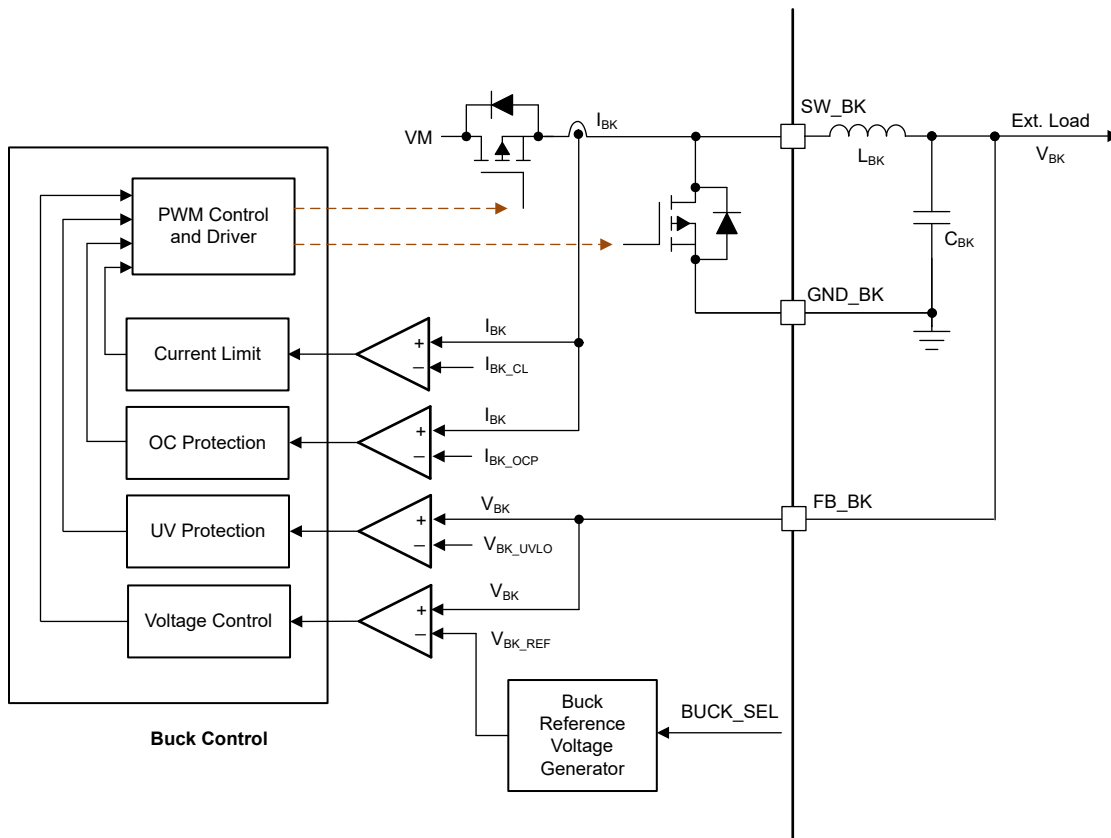 SW_BK
VM
I_BK
Ext. Load
L_BK
V_BK
PWM Control
and Driver
C_BK
GND_BK
Current Limit
+
−
I_BK
I_BK_CL
OC Protection
+
−
I_BK
I_BK_OCP
UV Protection
+
−
V_BK
V_BK_UVLO
FB_BK
Voltage Control
+
−
V_BK
V_BK_REF
Buck
Reference
Voltage
Generator
BUCK_SEL
Buck Control